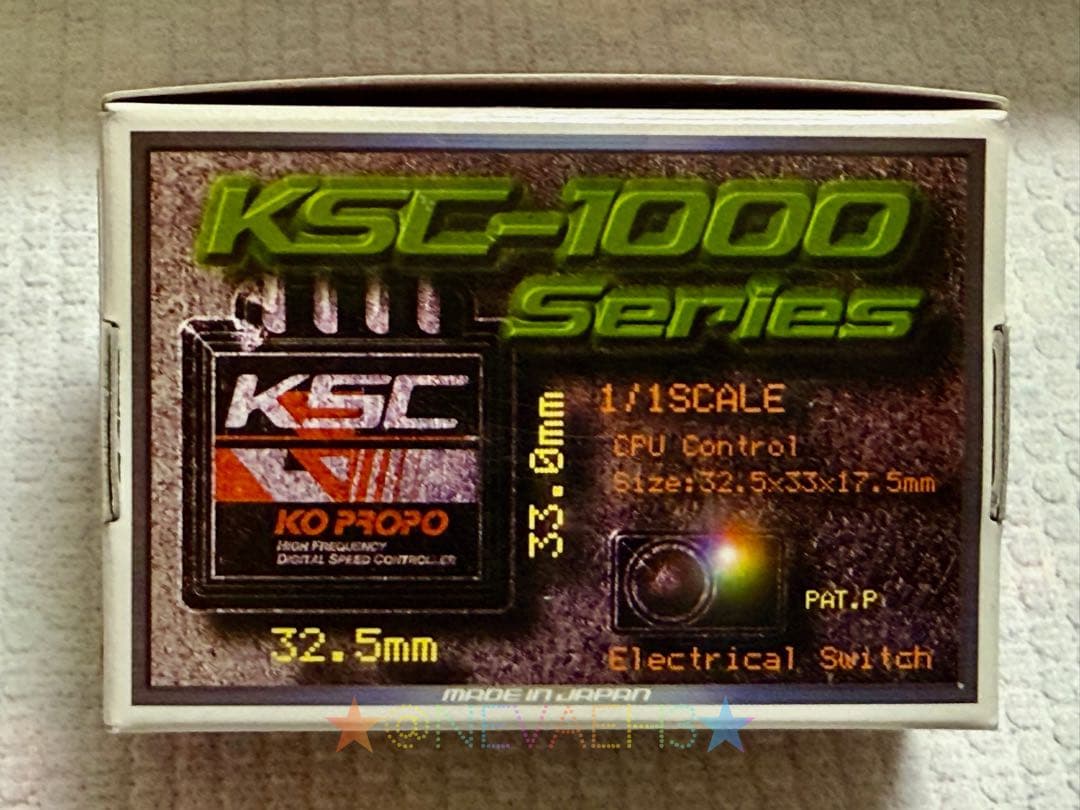 KSC-1000
Series
KSC
KO PROPO
HIGH FREQUENCY
DIGITAL SPEED CONTROLLER
33.0mm
32.5mm
1/1SCALE
CPU Control
Size:32.5x33x17.5mm
PAT.P
Electrical Switch
MADE IN JAPAN
★@NEVAEH3★